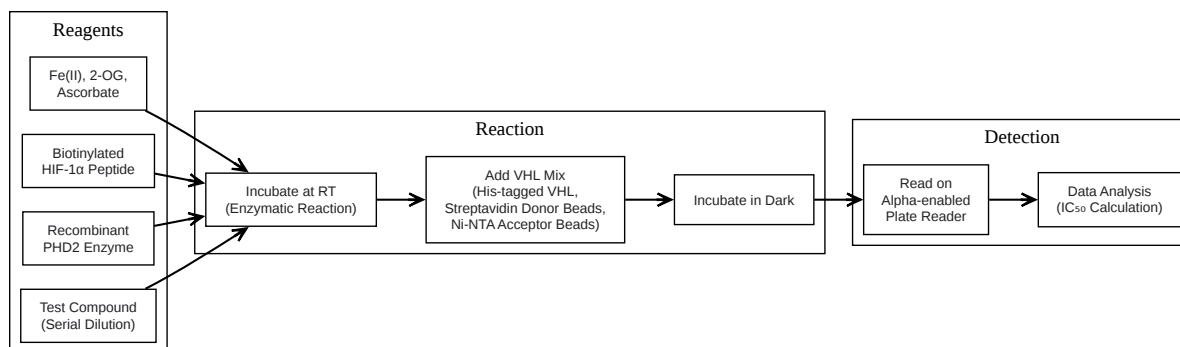 Reagents
Fe(II), 2-OG,
Ascorbate
Biotinylated
HIF-1α Peptide
Recombinant
PHD2 Enzyme
Test Compound
(Serial Dilution)
Reaction
Incubate at RT
(Enzymatic Reaction)
Add VHL Mix
(His-tagged VHL,
Streptavidin Donor Beads,
Ni-NTA Acceptor Beads)
Incubate in Dark
Detection
Read on
Alpha-enabled
Plate Reader
Data Analysis
(IC₅₀ Calculation)